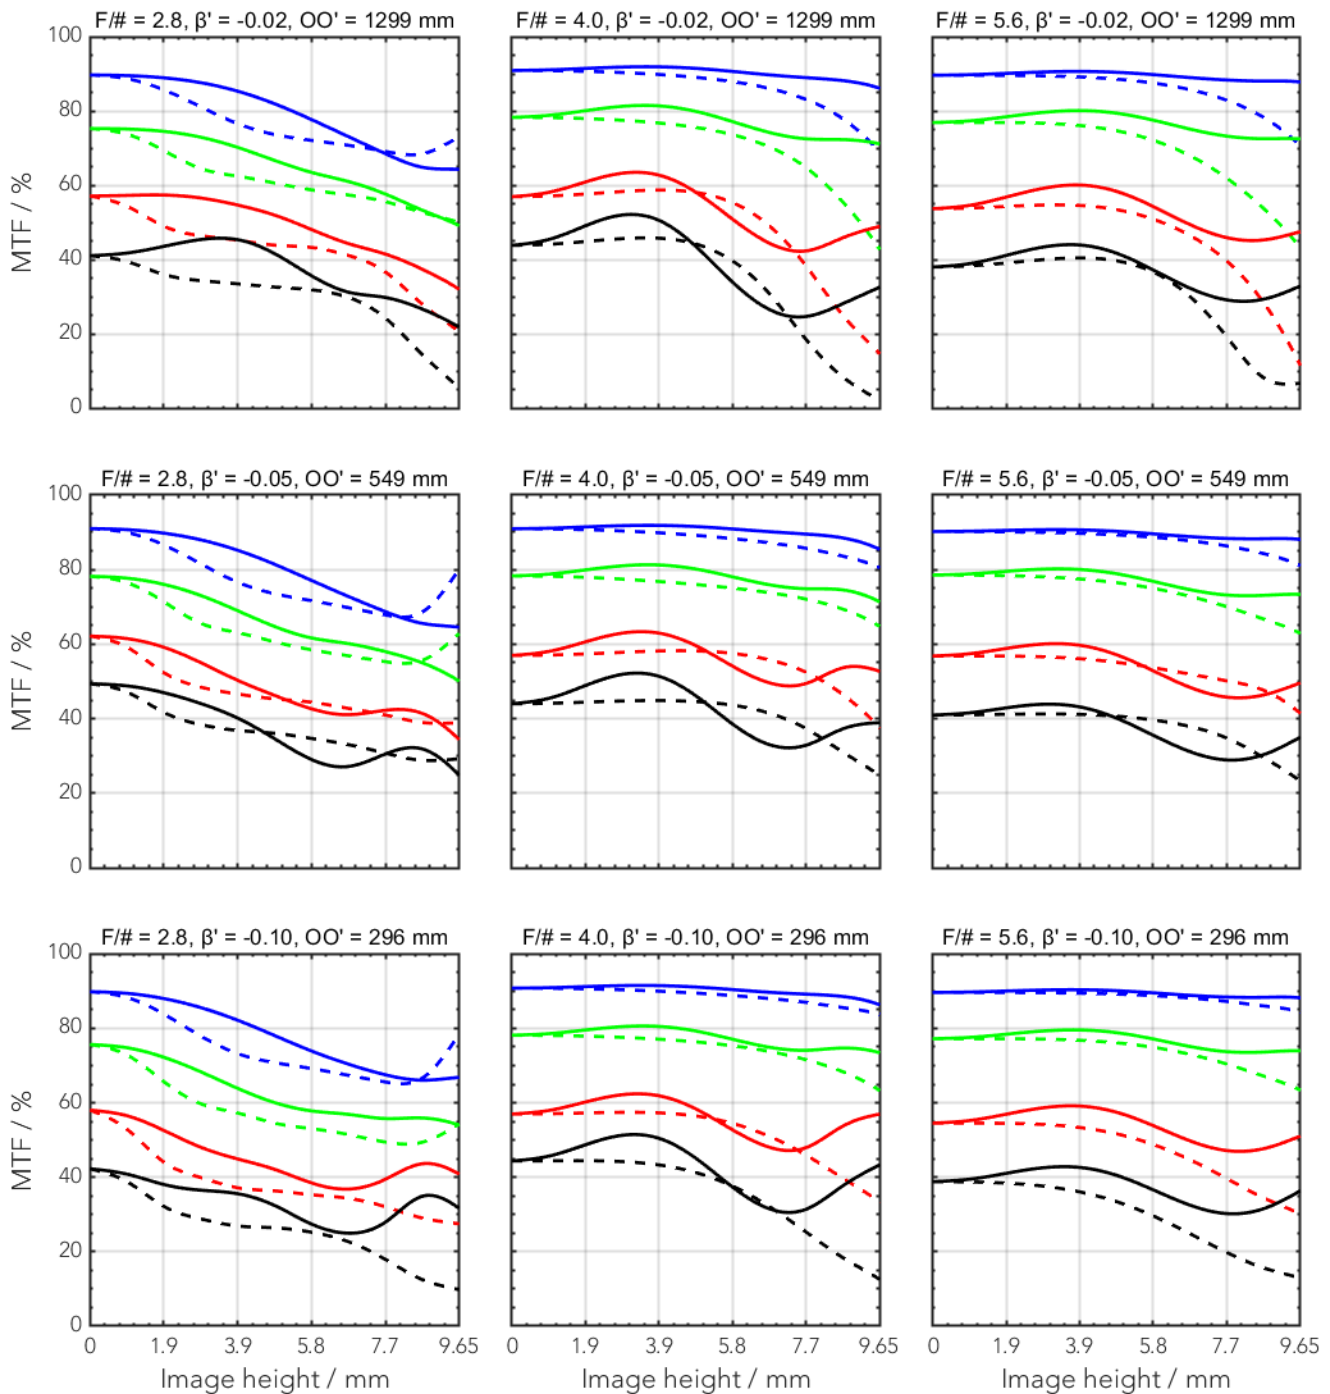 F/# = 2.8, β' = -0.02, OO' = 1299 mm
F/# = 4.0, β' = -0.02, OO' = 1299 mm
F/# = 5.6, β' = -0.02, OO' = 1299 mm
100
80
60
40
20
0
MTF / %
F/# = 2.8, β' = -0.05, OO' = 549 mm
F/# = 4.0, β' = -0.05, OO' = 549 mm
F/# = 5.6, β' = -0.05, OO' = 549 mm
100
80
60
40
20
0
MTF / %
F/# = 2.8, β' = -0.10, OO' = 296 mm
F/# = 4.0, β' = -0.10, OO' = 296 mm
F/# = 5.6, β' = -0.10, OO' = 296 mm
100
80
60
40
20
0
MTF / %
0 1.9 3.9 5.8 7.7 9.65
0 1.9 3.9 5.8 7.7 9.65
0 1.9 3.9 5.8 7.7 9.65
Image height / mm
Image height / mm
Image height / mm